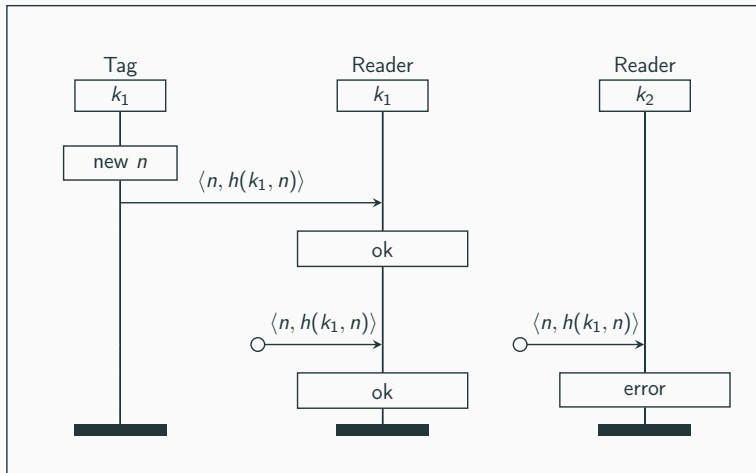 Tag Reader Reader
k₁ k₁ k₂
new n
⟨n, h(k₁, n)⟩
ok
⟨n, h(k₁, n)⟩ ⟨n, h(k₁, n)⟩
ok error